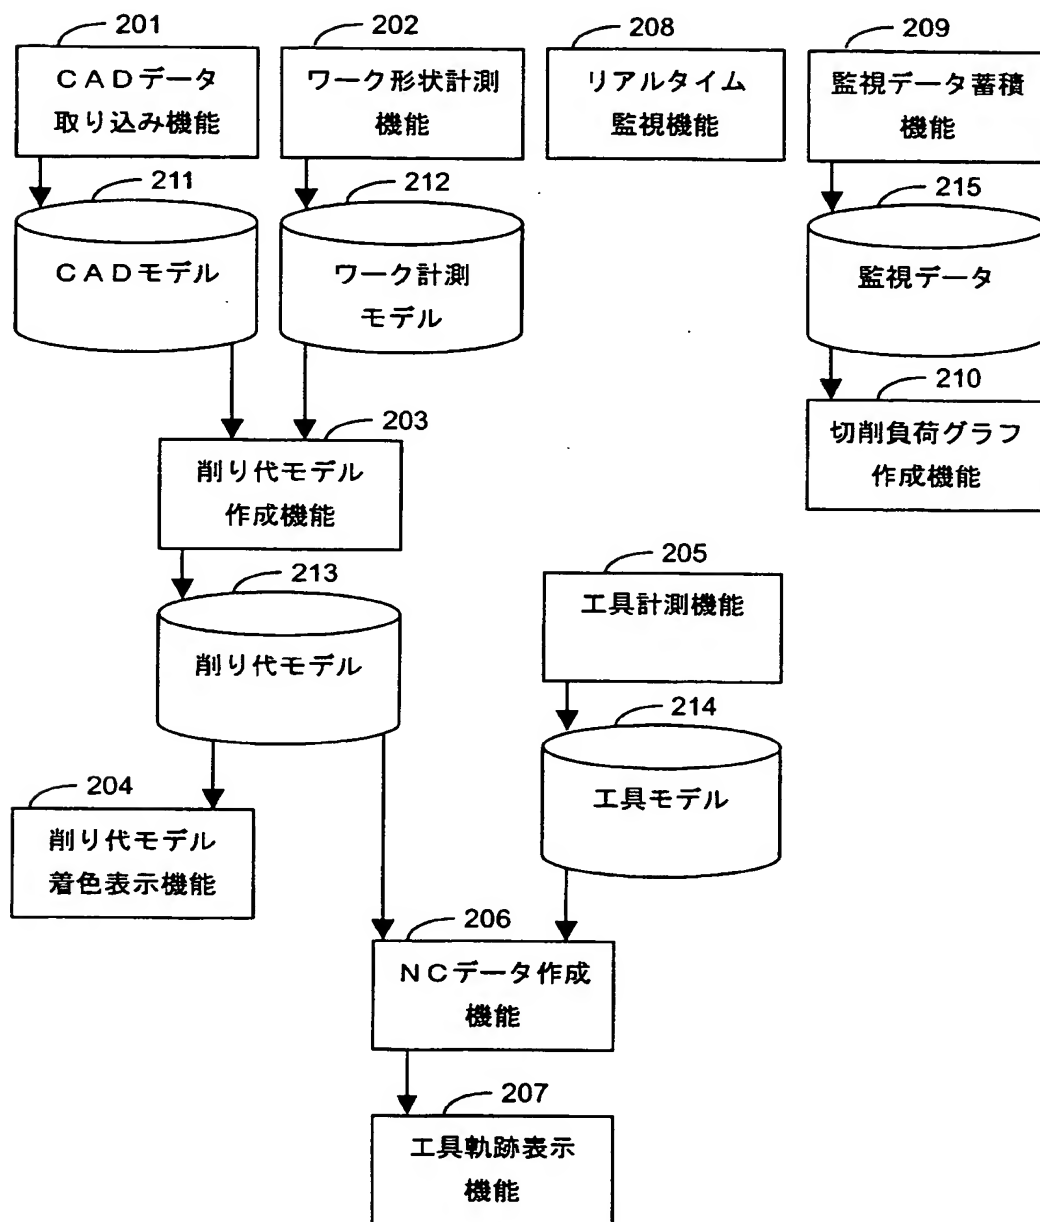 201
ＣＡＤデータ
取り込み機能
202
ワーク形状計測
機能
208
リアルタイム
監視機能
209
監視データ蓄積
機能
211
ＣＡＤモデル
212
ワーク計測
モデル
215
監視データ
210
切削負荷グラフ
作成機能
203
削り代モデル
作成機能
213
削り代モデル
205
工具計測機能
214
工具モデル
204
削り代モデル
着色表示機能
206
ＮＣデータ作成
機能
207
工具軌跡表示
機能